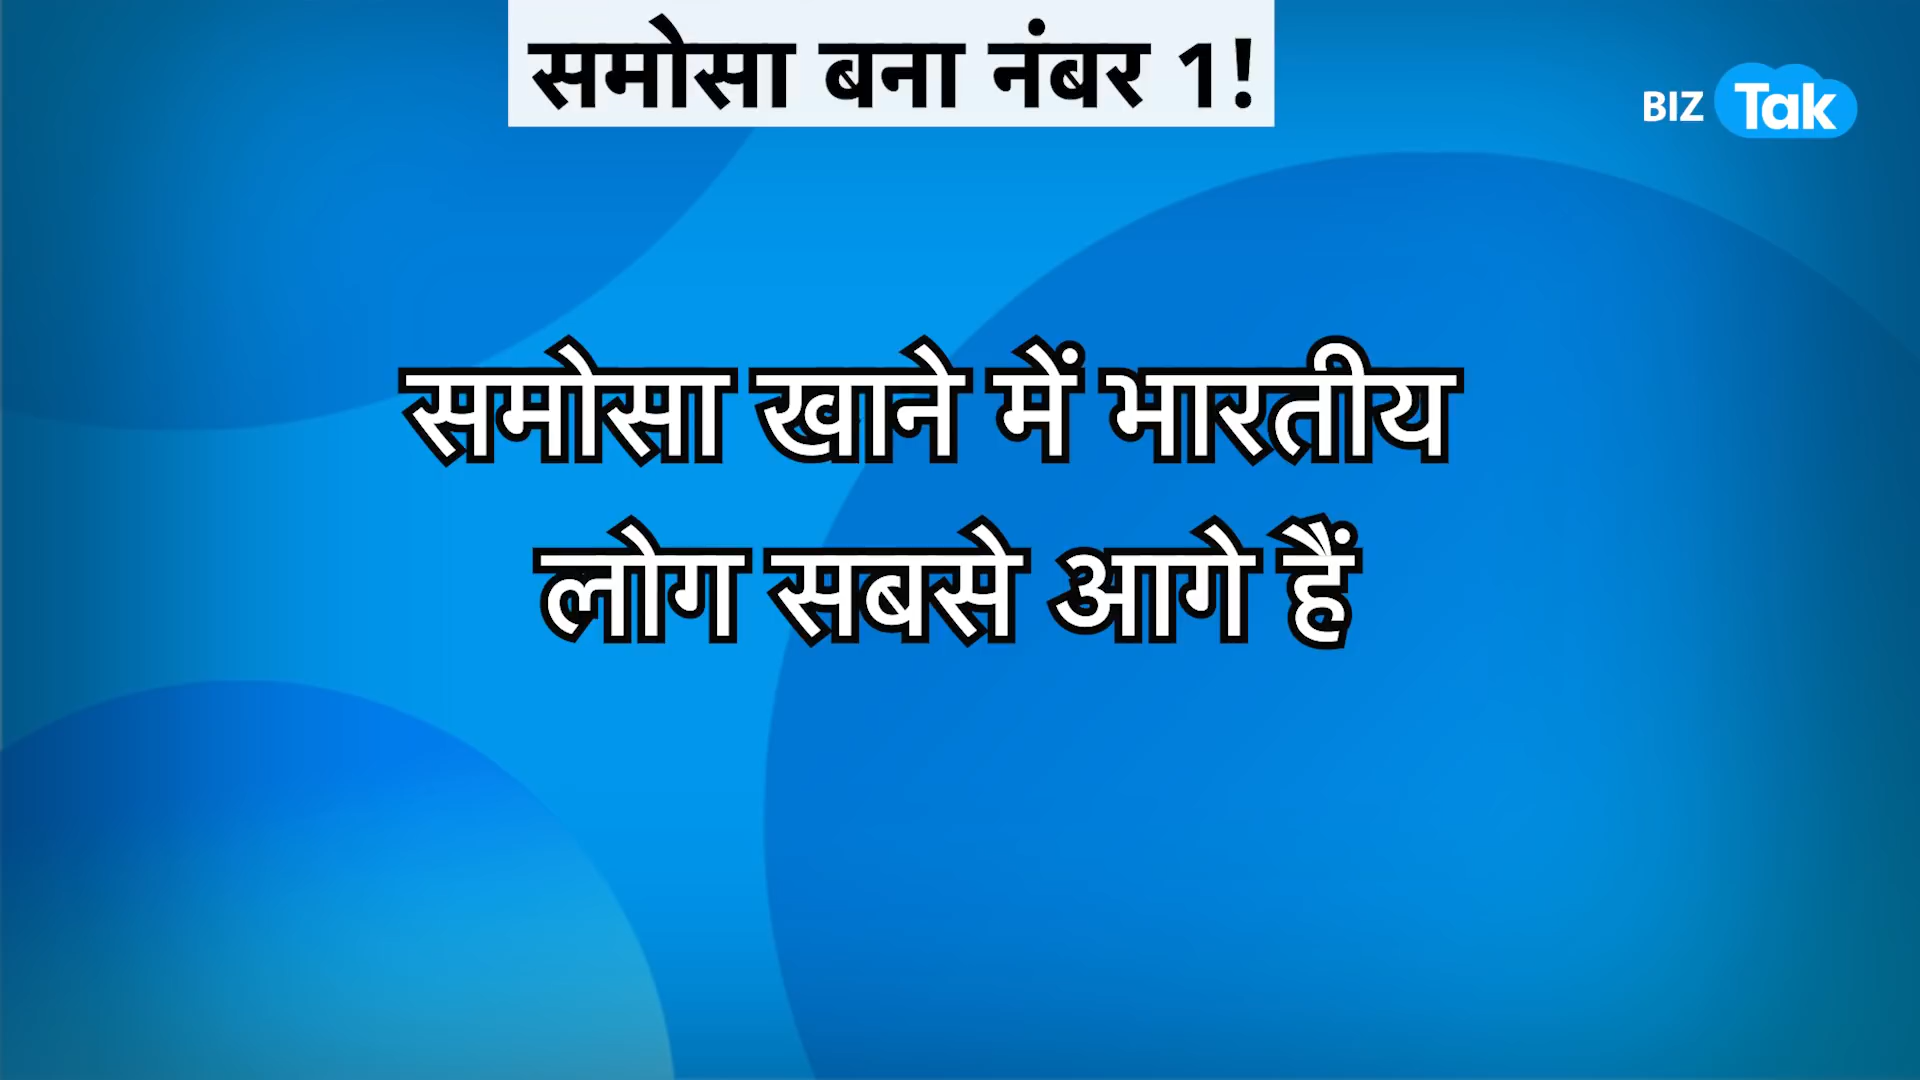 समोसा बना नंबर 1!
BIZ Tak
समोसा खाने में भारतीय
लोग सबसे आगे हैं